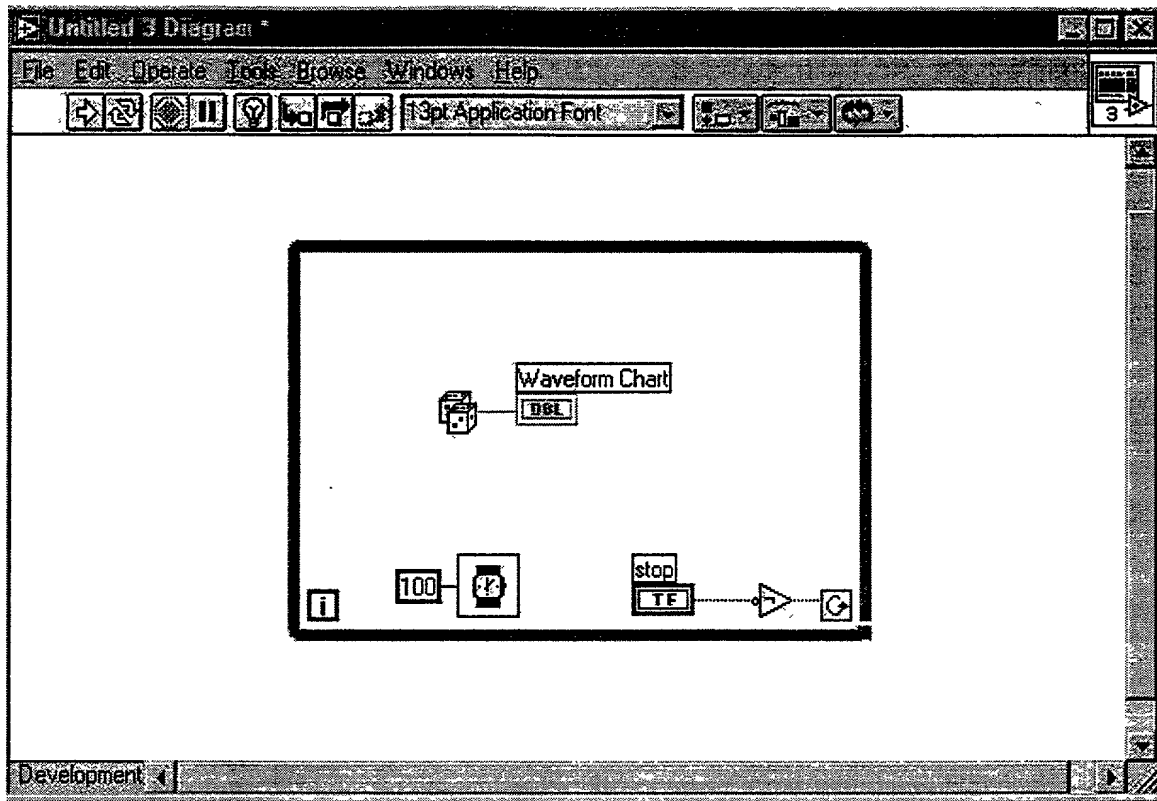 Untitled 3 Diagram *
File Edit Operate Tools Browse Windows Help
13pt Application Font
3
Waveform Chart
DBL
100
stop
TF
i
Development